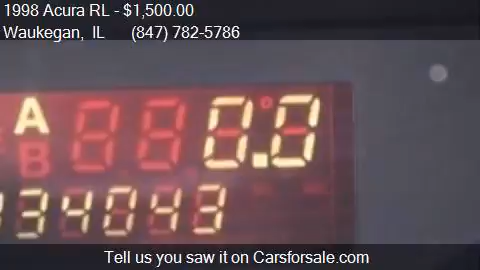 1998 Acura RL - $1,500.00
Waukegan, IL (847) 782-5786
A 0.0
B
34043
Tell us you saw it on Carsforsale.com